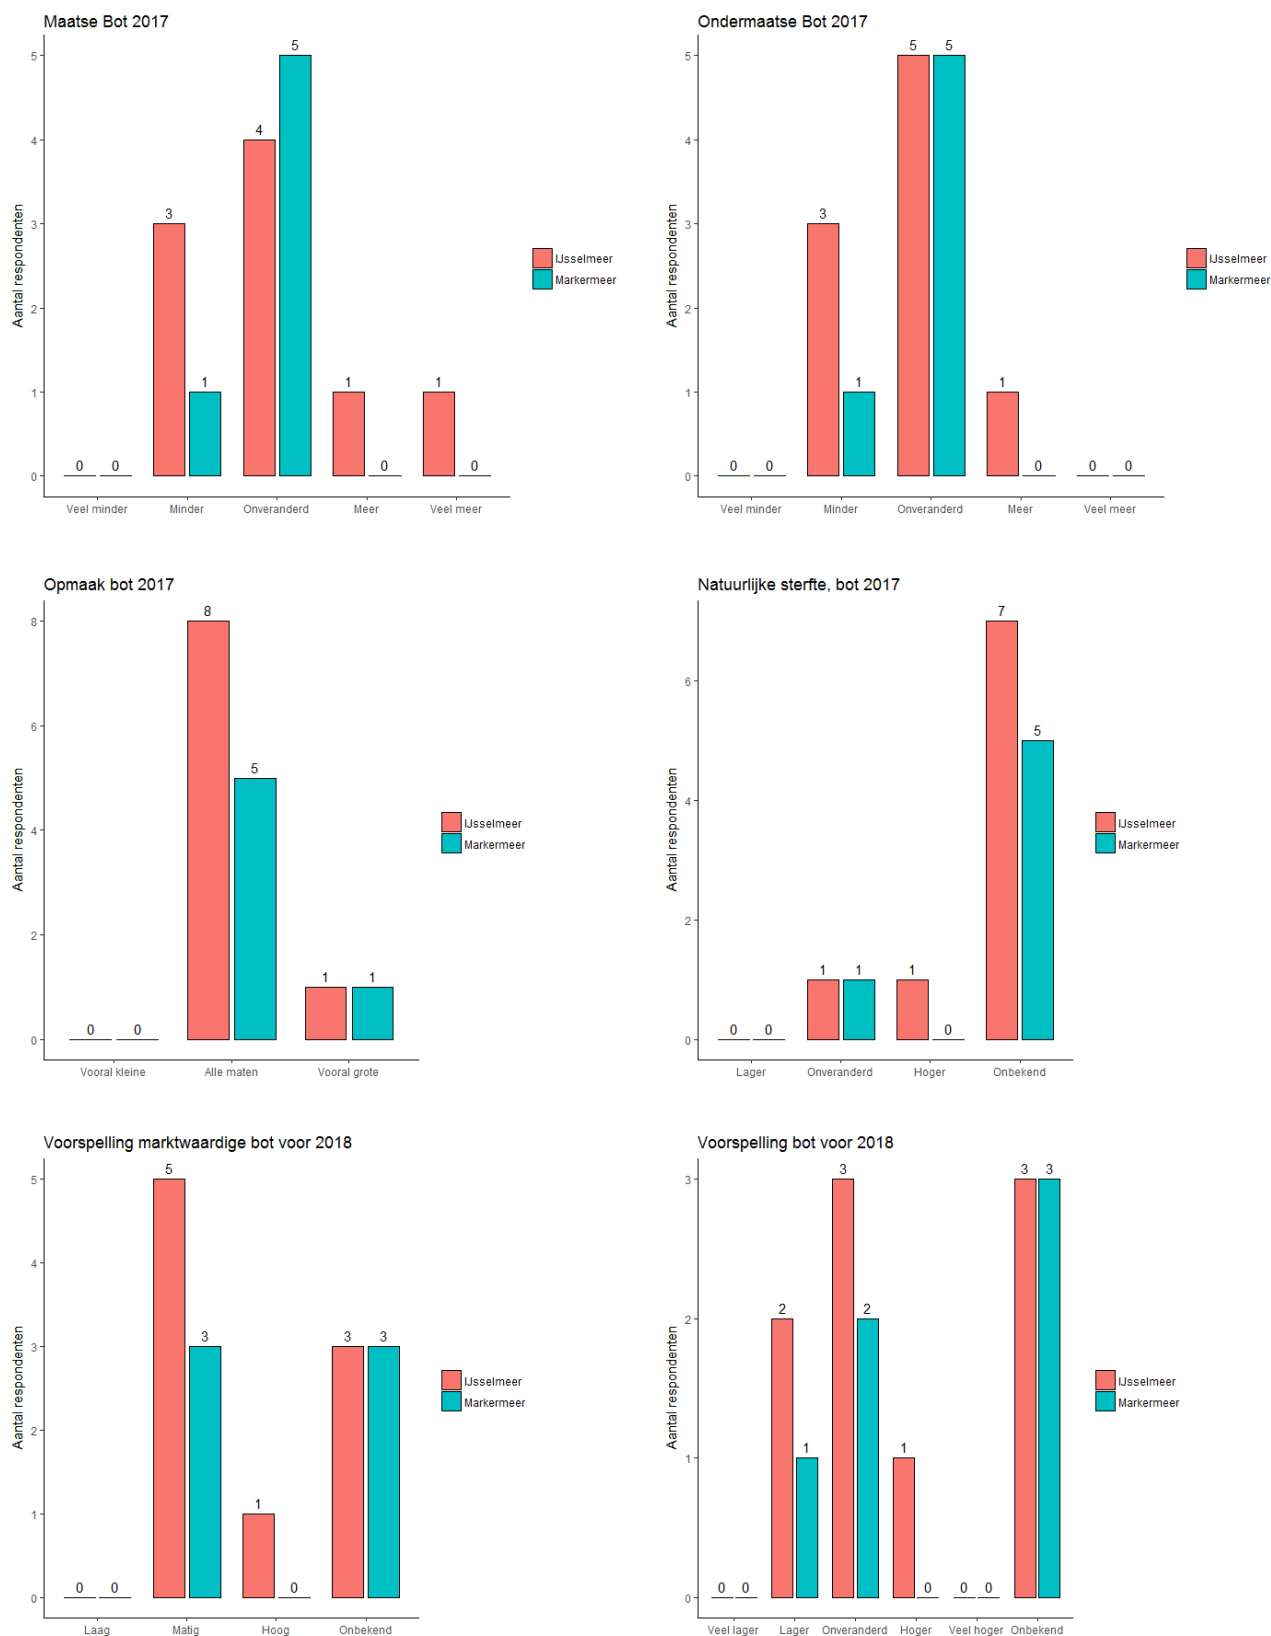 Maatse Bot 2017
Aantal respondenten
5
4
3
2
1
0
0 0
3 1
4 5
1 0
1 0
Veel minder Minder Onveranderd Meer Veel meer
IJsselmeer
Markermeer
Ondermaatse Bot 2017
Aantal respondenten
5
4
3
2
1
0
0 0
3 1
5 5
1 0
0 0
Veel minder Minder Onveranderd Meer Veel meer
IJsselmeer
Markermeer
Opmaak bot 2017
Aantal respondenten
8
6
4
2
0
0 0
8 5
1 1
Vooral kleine Alle maten Vooral grote
IJsselmeer
Markermeer
Natuurlijke sterfte, bot 2017
Aantal respondenten
6
4
2
0
0 0
1 1
1 0
7 5
Lager Onveranderd Hoger Onbekend
IJsselmeer
Markermeer
Voorspelling marktwaardige bot voor 2018
Aantal respondenten
5
4
3
2
1
0
0 0
5 3
1 0
3 3
Laag Matig Hoog Onbekend
IJsselmeer
Markermeer
Voorspelling bot voor 2018
Aantal respondenten
3
2
1
0
0 0
2 1
3 2
1 0
0 0
3 3
Veel lager Lager Onveranderd Hoger Veel hoger Onbekend
IJsselmeer
Markermeer